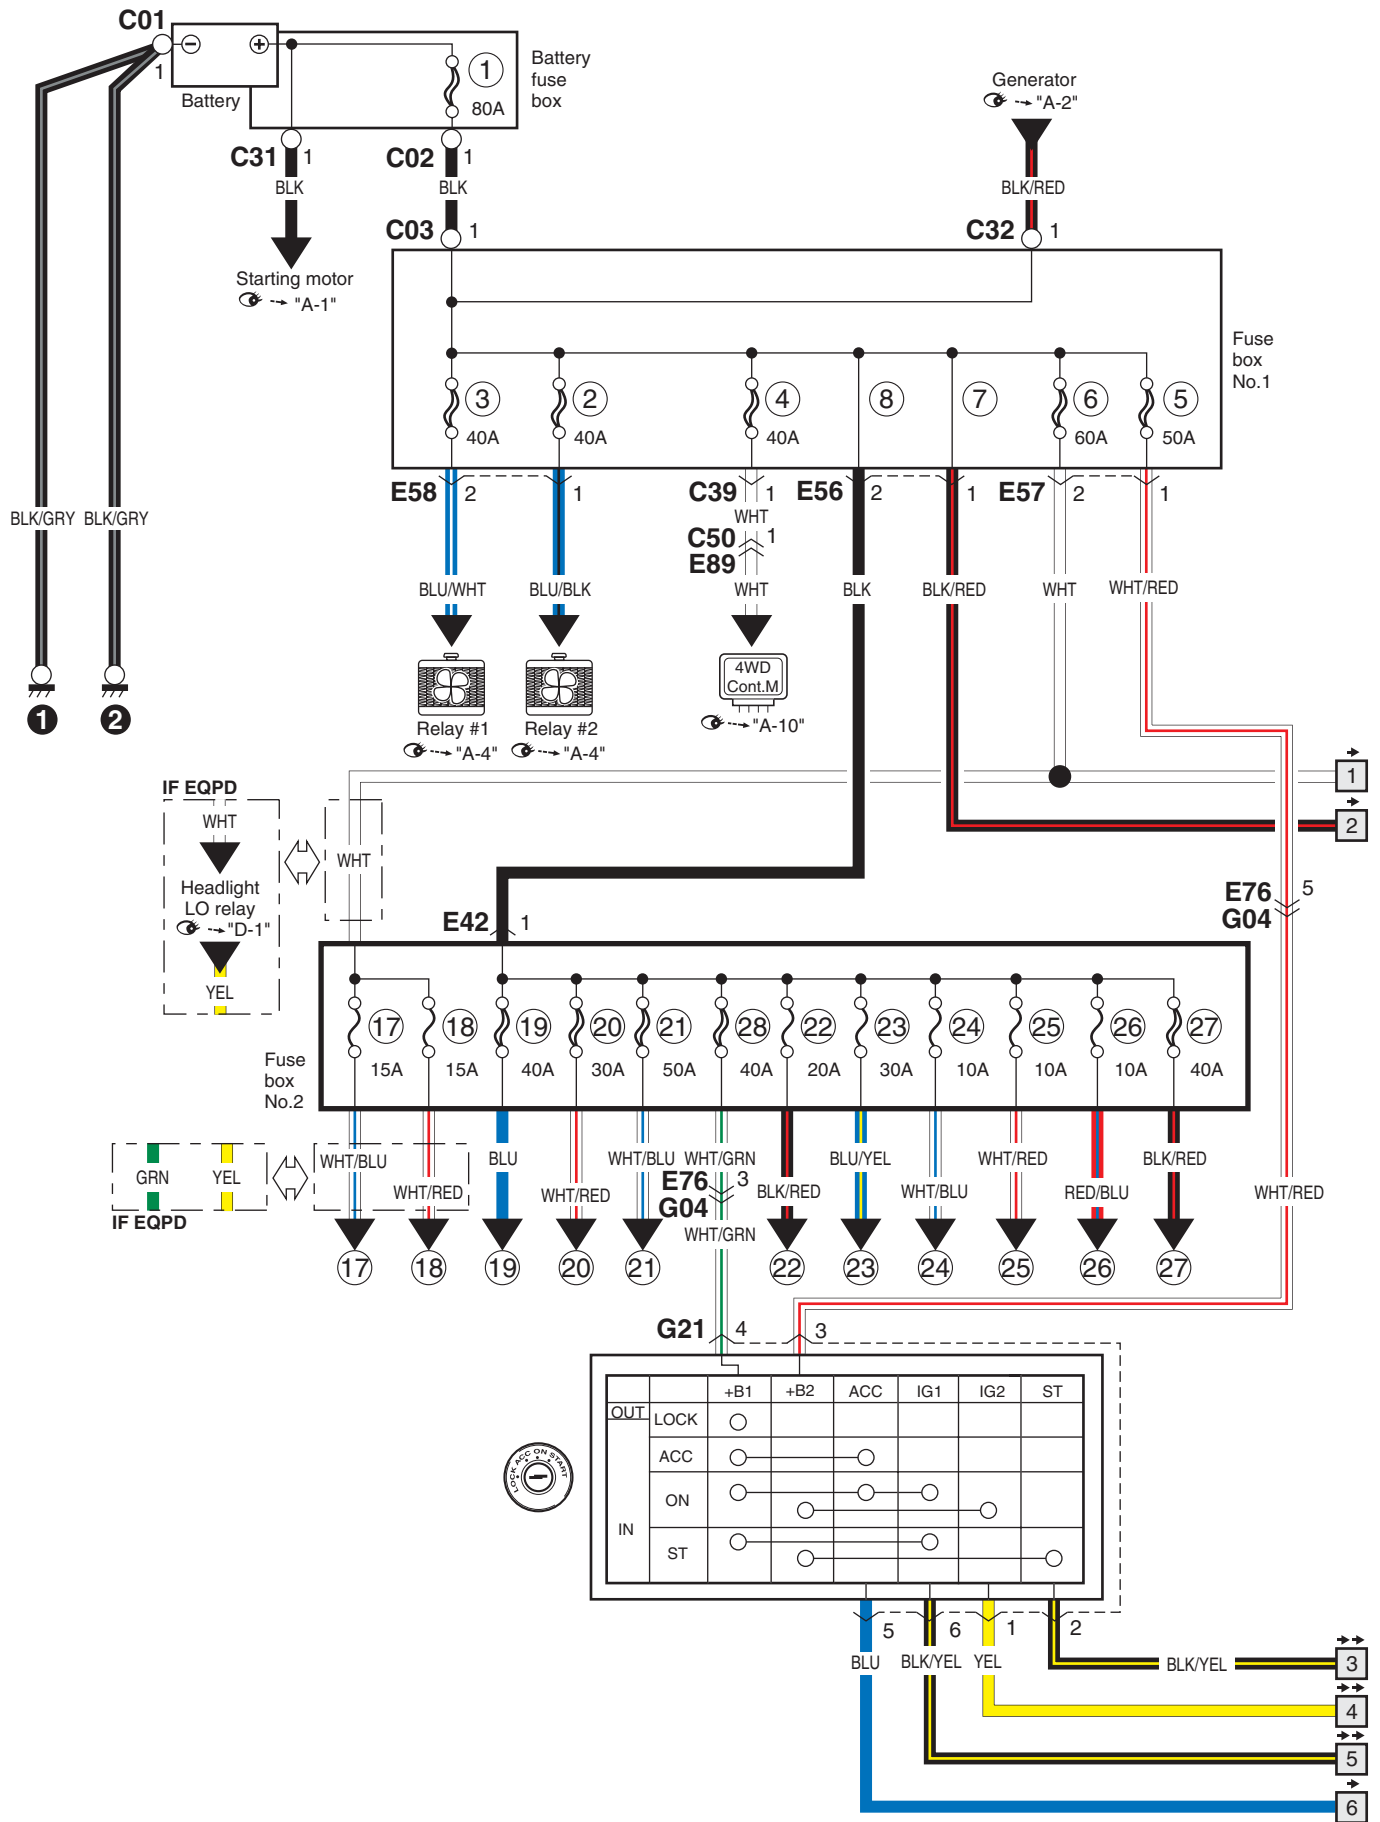 C01
1
Battery
1
80A
Battery
fuse
box
Generator
"A-2"
C31 1
C02 1
BLK
BLK
BLK/RED
C03 1
C32 1
Starting motor
"A-1"
Fuse
box
No.1
3
2
4
8
7
6
5
40A
40A
40A
60A
50A
E58 2
1
C39 1
E56 2
1
E57 2
1
BLK/GRY
BLK/GRY
WHT
C50 1
E89
BLU/WHT
BLU/BLK
WHT
BLK
BLK/RED
WHT
WHT/RED
4WD
Cont.M
1
2
Relay #1
Relay #2
"A-4"
"A-4"
"A-10"
1
IF EQPD
WHT
2
WHT
Headlight
LO relay
"D-1"
E76 5
G04
E42 1
YEL
17
18
19
20
21
28
22
23
24
25
26
27
Fuse
box
No.2
15A
15A
40A
30A
50A
40A
20A
30A
10A
10A
10A
40A
GRN
YEL
IF EQPD
WHT/BLU
BLU
WHT/BLU
WHT/GRN
BLU/YEL
WHT/RED
BLK/RED
E76 3
G04
WHT/RED
WHT/RED
BLK/RED
WHT/BLU
RED/BLU
WHT/RED
WHT/GRN
17
18
19
20
21
22
23
24
25
26
27
G21 4
3
+B1
+B2
ACC
IG1
IG2
ST
OUT
LOCK
ACC
ON
IN
ST
LOCK ACC ON START
5
6
1
2
BLU
BLK/YEL
YEL
BLK/YEL
3
4
5
6